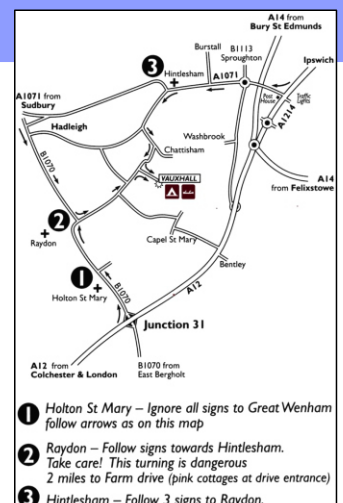 A14 from
Bury St Edmunds
Burstall
B1113
Sproughton
Ipswich
3
Hintlesham
A1071
A1071 from
Sudbury
Post
House
Traffic
Lights
A1214
Hadleigh
Washbrook
Chattisham
B1070
VAUXHALL
A14
from Felixstowe
2
Raydon
Capel St Mary
Bentley
1
Holton St Mary
B1070
A12
Junction 31
A12 from
Colchester & London
B1070 from
East Bergholt
1 Holton St Mary – Ignore all signs to Great Wenham
follow arrows as on this map
2 Raydon – Follow signs towards Hintlesham.
Take care! This turning is dangerous
2 miles to Farm drive (pink cottages at drive entrance)
3 Hintlesham – Follow 3 signs to Raydon.